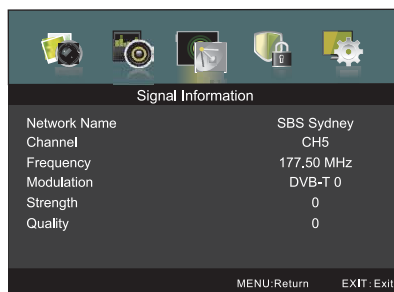 Signal Information
Network Name SBS Sydney
Channel CH5
Frequency 177.50 MHz
Modulation DVB-T 0
Strength 0
Quality 0
MENU:Return EXIT:Exit